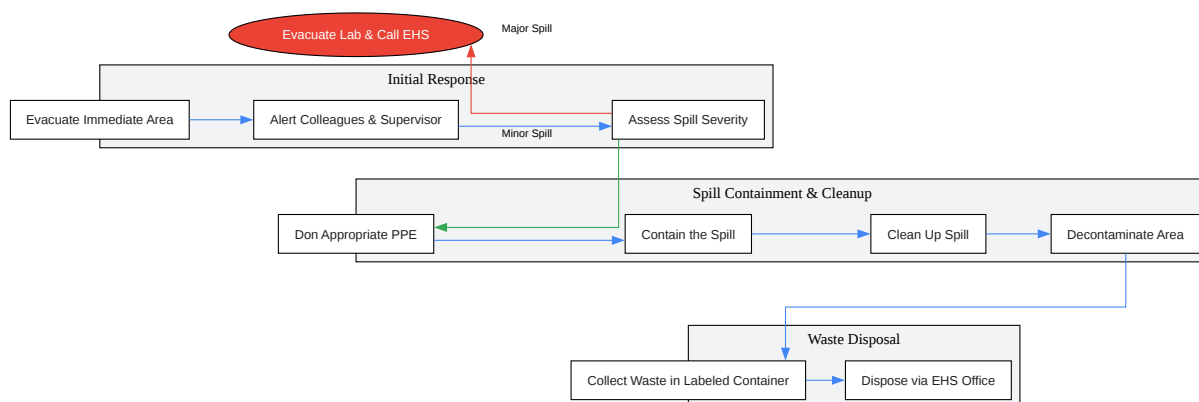 Evacuate Lab & Call EHS
Major Spill
Initial Response
Evacuate Immediate Area
Alert Colleagues & Supervisor
Minor Spill
Assess Spill Severity
Spill Containment & Cleanup
Don Appropriate PPE
Contain the Spill
Clean Up Spill
Decontaminate Area
Waste Disposal
Collect Waste in Labeled Container
Dispose via EHS Office